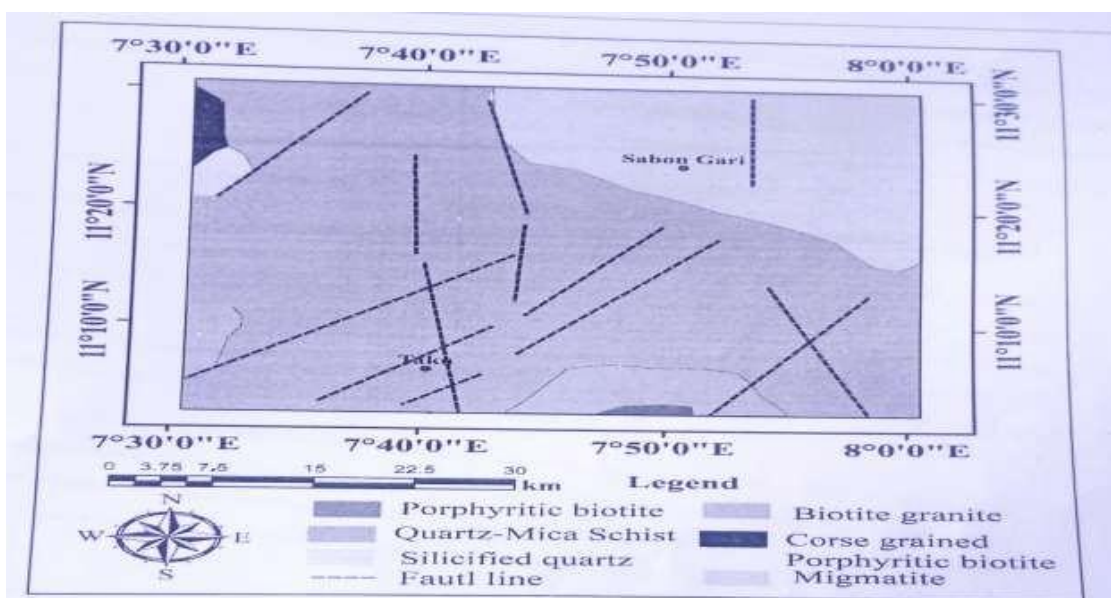 7°30'0"E 7°40'0"E 7°50'0"E 8°0'0"E
11°30'0"N
Sabon Gari
11°20'0"N 11°20'0"N
11°10'0"N 11°10'0"N
Tako
7°30'0"E 7°40'0"E 7°50'0"E 8°0'0"E
0 3.75 7.5 15 22.5 30
km
Legend
N
W E
S
Porphyritic biotite
Quartz-Mica Schist
Silicified quartz
Fautl line
Biotite granite
Corse grained
Porphyritic biotite
Migmatite